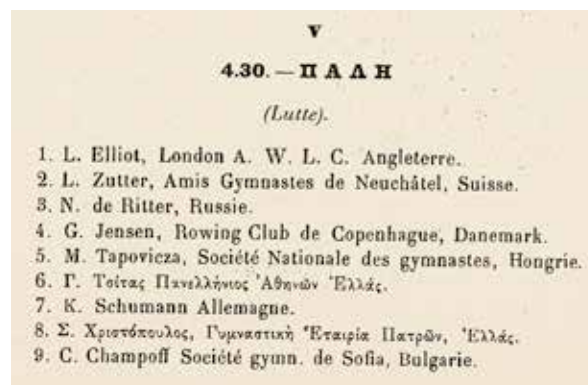 V
4.30. — ΠΑΛΗ
(Lutte).
1. L. Elliot, London A. W. L. C. Angleterre.
2. L. Zutter, Amis Gymnastes de Neuchâtel, Suisse.
3. N. de Ritter, Russie.
4. G. Jensen, Rowing Club de Copenhague, Danemark.
5. M. Tapovicza, Société Nationale des gymnastes, Hongrie.
6. Γ. Τσίτας Πανελλήνιος Ἀθηνῶν Ἑλλάς.
7. K. Schumann Allemagne.
8. Σ. Χριστόπουλος, Γυμναστικὴ Ἑταιρία Πατρῶν, Ἑλλάς.
9. C. Champoff Société gymn. de Sofia, Bulgarie.